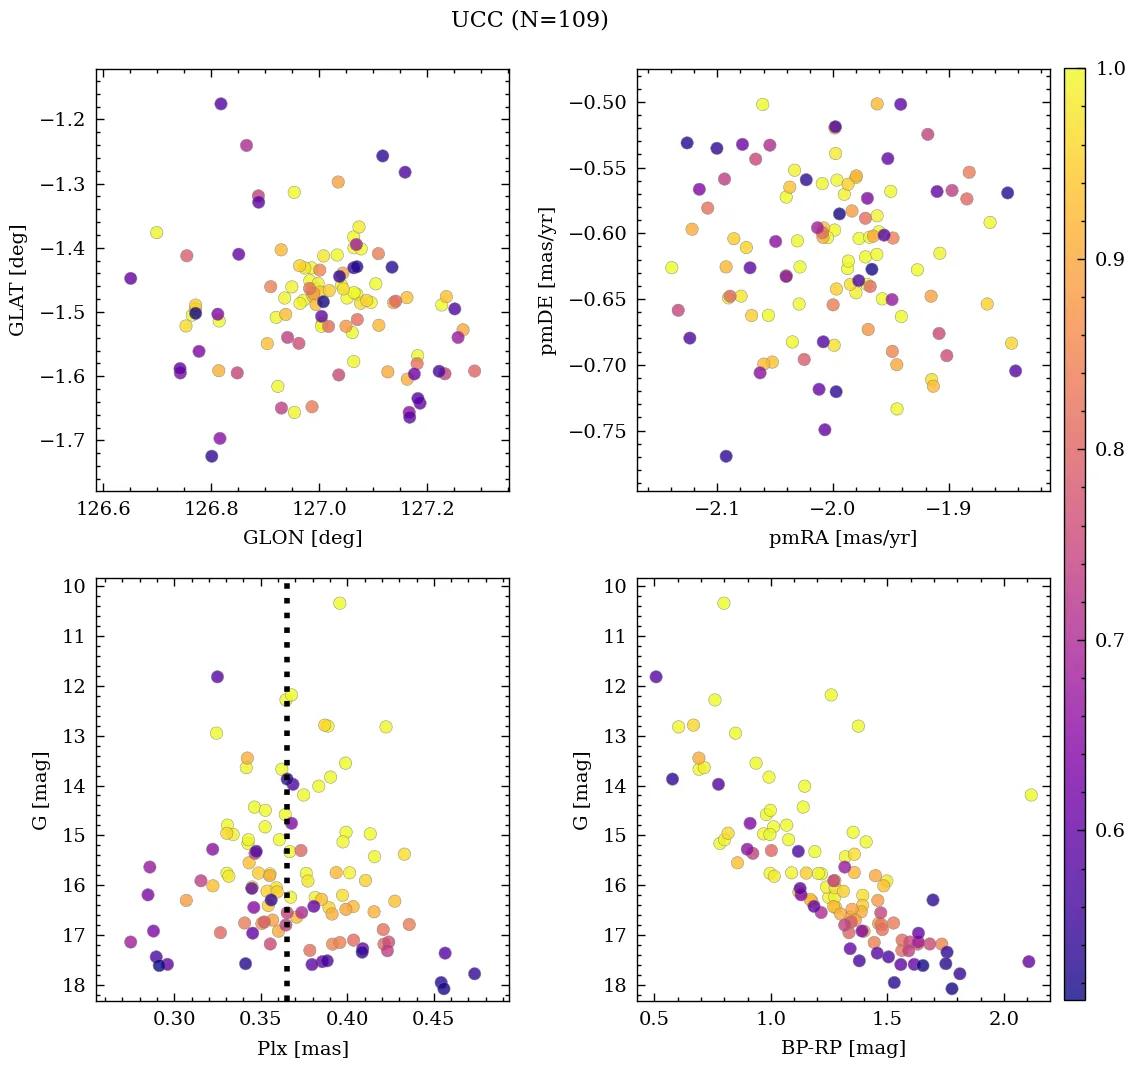 UCC (N=109)
−1.2
−1.3
−1.4
−1.5
−1.6
−1.7
GLAT [deg]
126.6 126.8 127.0 127.2
GLON [deg]
−0.50
−0.55
−0.60
−0.65
−0.70
−0.75
pmDE [mas/yr]
−2.1 −2.0 −1.9
pmRA [mas/yr]
10
11
12
13
14
15
16
17
18
G [mag]
0.30 0.35 0.40 0.45
Plx [mas]
10
11
12
13
14
15
16
17
18
G [mag]
0.5 1.0 1.5 2.0
BP-RP [mag]
1.0
0.9
0.8
0.7
0.6